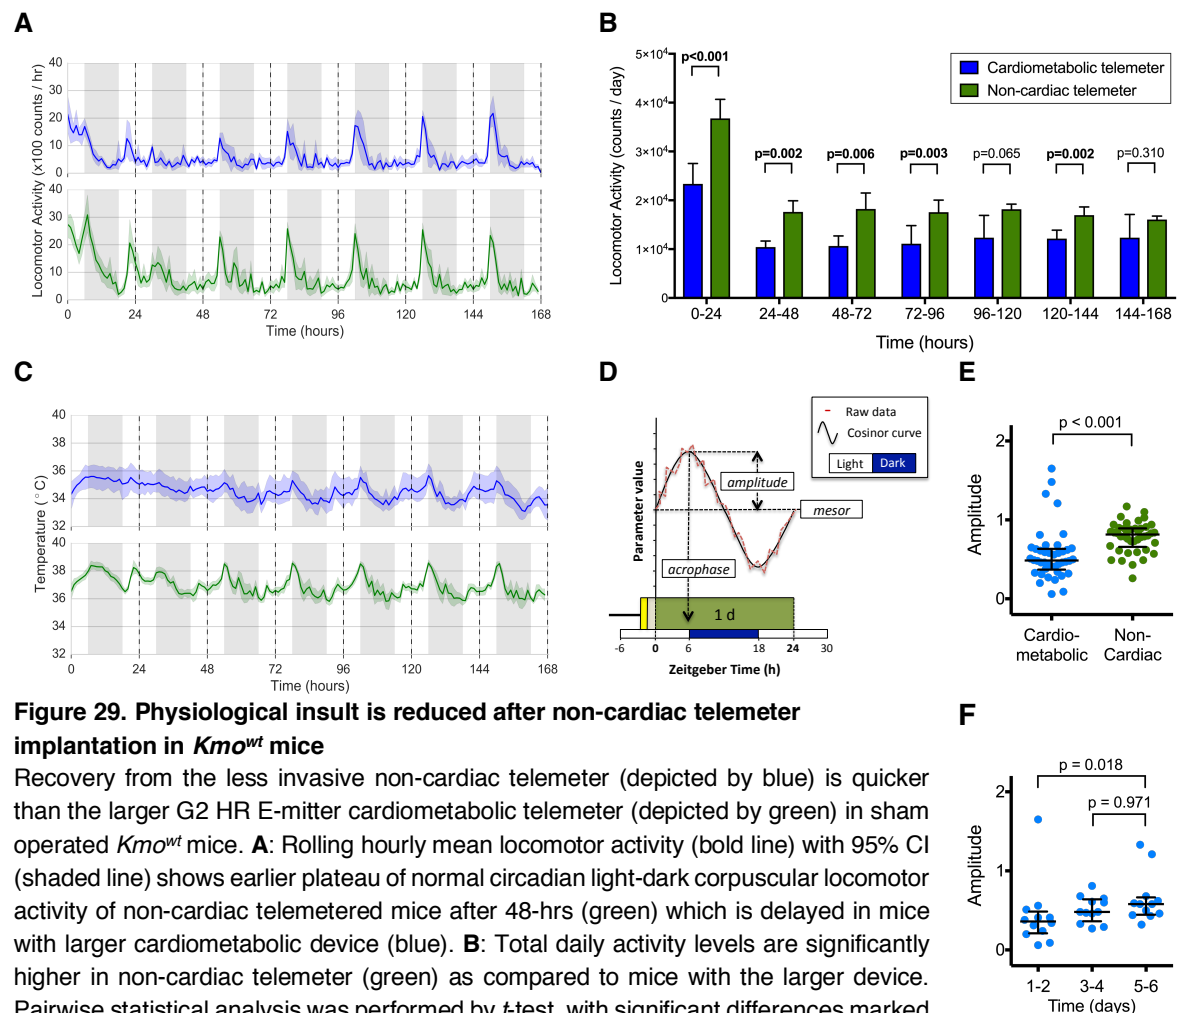 A
Locomotor Activity (x100 counts / hr)
40
30
20
10
0
40
30
20
10
0
0 24 48 72 96 120 144 168
Time (hours)
B
Locomotor Activity (counts / day)
5×10⁴
4×10⁴
3×10⁴
2×10⁴
1×10⁴
0
p<0.001
p=0.002
p=0.006
p=0.003
p=0.065
p=0.002
p=0.310
Cardiometabolic telemeter
Non-cardiac telemeter
0-24 24-48 48-72 72-96 96-120 120-144 144-168
Time (hours)
C
Temperature (°C)
40
38
36
34
32
40
38
36
34
32
0 24 48 72 96 120 144 168
Time (hours)
D
Raw data
Cosinor curve
Light Dark
Parameter value
amplitude
mesor
acrophase
1 d
-6 0 6 18 24 30
Zeitgeber Time (h)
E
p < 0.001
Amplitude
2
1
0
Cardio-
metabolic
Non-
Cardiac
Figure 29. Physiological insult is reduced after non-cardiac telemeter
implantation in Kmoʷᵗ mice
Recovery from the less invasive non-cardiac telemeter (depicted by blue) is quicker
than the larger G2 HR E-mitter cardiometabolic telemeter (depicted by green) in sham
operated Kmoʷᵗ mice. A: Rolling hourly mean locomotor activity (bold line) with 95% CI
(shaded line) shows earlier plateau of normal circadian light-dark corpuscular locomotor
activity of non-cardiac telemetered mice after 48-hrs (green) which is delayed in mice
with larger cardiometabolic device (blue). B: Total daily activity levels are significantly
higher in non-cardiac telemeter (green) as compared to mice with the larger device.
Pairwise statistical analysis was performed by t-test, with significant differences marked
F
p = 0.018
p = 0.971
Amplitude
2
1
0
1-2 3-4 5-6
Time (days)